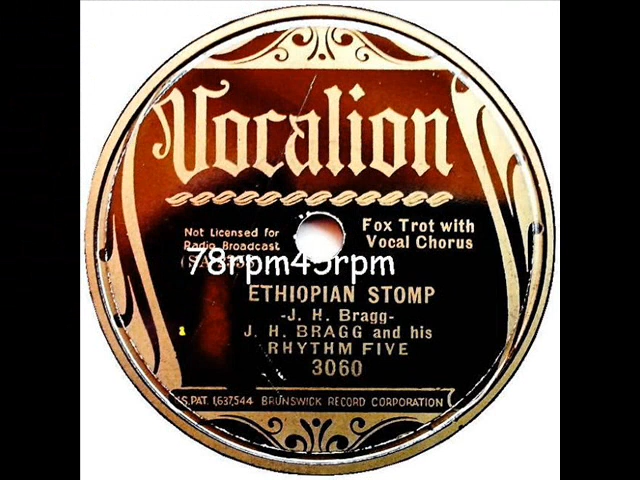 Vocalion
Not Licensed for
Radio Broadcast
Fox Trot with
Vocal Chorus
78rpm45rpm
ETHIOPIAN STOMP
-J. H. Bragg-
J. H. BRAGG and his
RHYTHM FIVE
3060
PAT. 1,637,544 BRUNSWICK RECORD CORPORATION